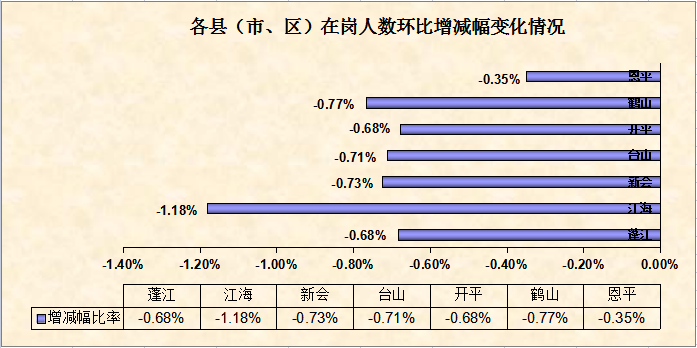 各县（市、区）在岗人数环比增减幅变化情况
-0.35% 恩平
-0.77% 鹤山
-0.68% 开平
-0.71% 台山
-0.73% 新会
-1.18% 江海
-0.68% 蓬江
-1.40% -1.20% -1.00% -0.80% -0.60% -0.40% -0.20% 0.00%
蓬江 江海 新会 台山 开平 鹤山 恩平
增减幅比率 -0.68% -1.18% -0.73% -0.71% -0.68% -0.77% -0.35%